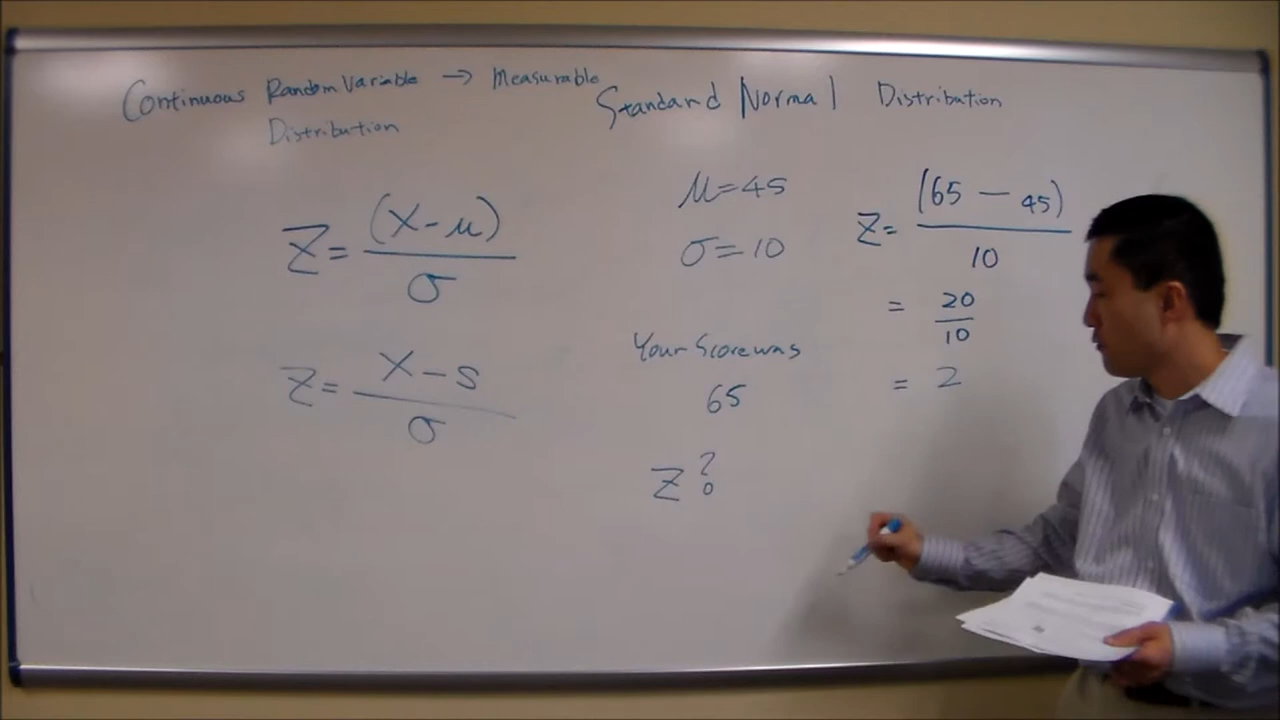 Continuous Random Variable → Measurable
Distribution
Standard Normal Distribution
Z = (X - μ)
σ
Z = X - s
σ
μ = 45
σ = 10
Your Score was
65
Z ?
Z = (65 - 45)
10
= 20
10
= 2